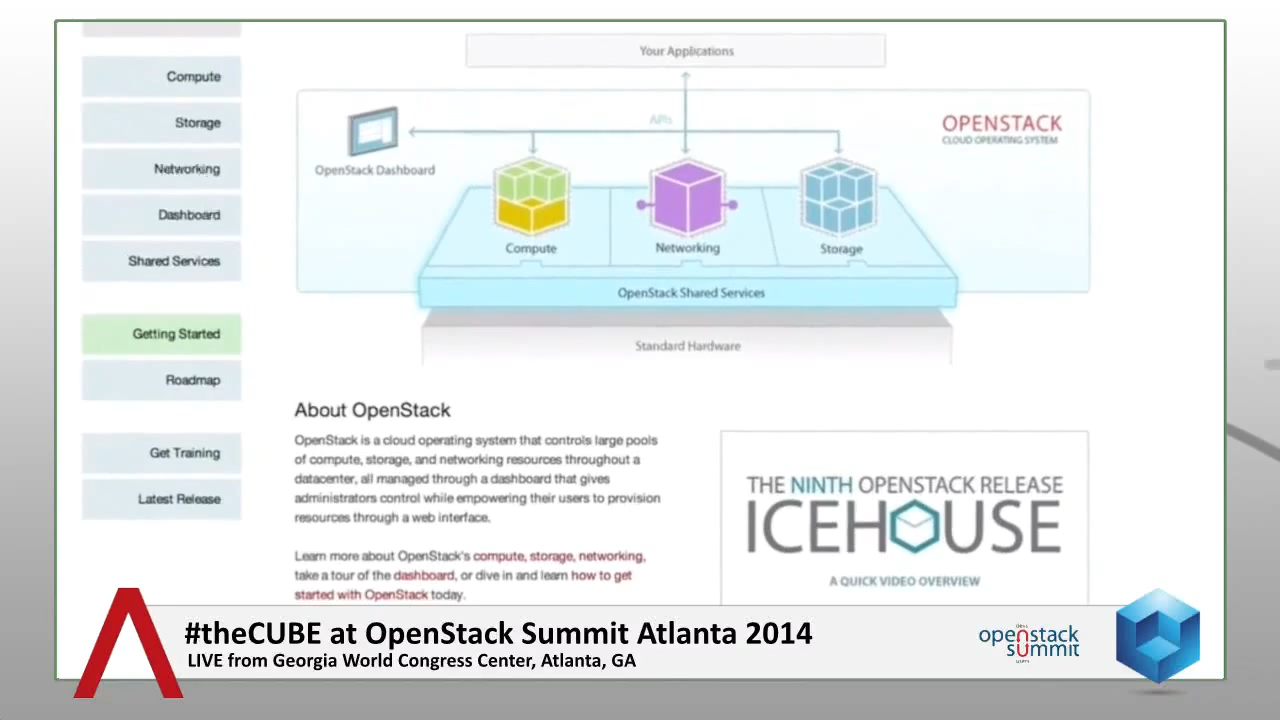 Compute
Storage
Networking
Dashboard
Shared Services
Getting Started
Roadmap
Get Training
Latest Release
Your Applications
APIs
OPENSTACK
CLOUD OPERATING SYSTEM
OpenStack Dashboard
Compute
Networking
Storage
OpenStack Shared Services
Standard Hardware
About OpenStack
OpenStack is a cloud operating system that controls large pools
of compute, storage, and networking resources throughout a
datacenter, all managed through a dashboard that gives
administrators control while empowering their users to provision
resources through a web interface.
Learn more about OpenStack's compute, storage, networking,
take a tour of the dashboard, or dive in and learn how to get
started with OpenStack today.
THE NINTH OPENSTACK RELEASE
ICEHOUSE
A QUICK VIDEO OVERVIEW
#theCUBE at OpenStack Summit Atlanta 2014
LIVE from Georgia World Congress Center, Atlanta, GA
openstack
summit